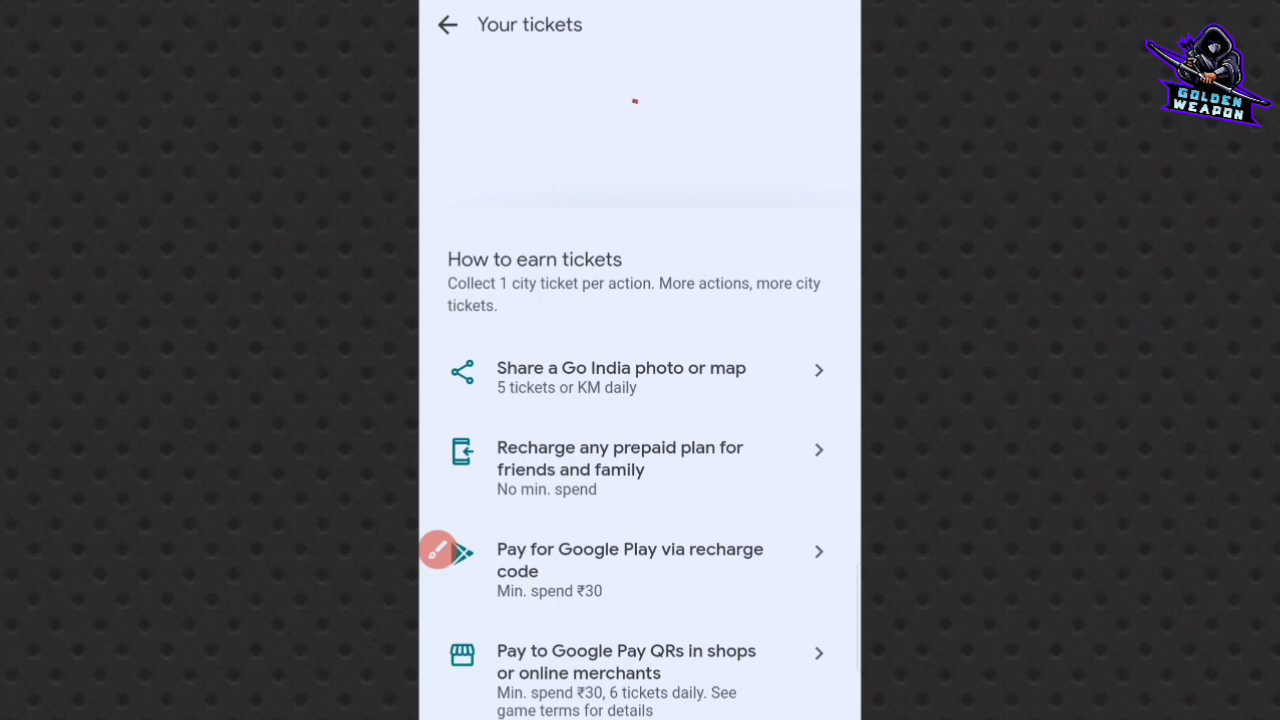 Your tickets
GOLDEN
WEAPON
How to earn tickets
Collect 1 city ticket per action. More actions, more city
tickets.
Share a Go India photo or map
5 tickets or KM daily
Recharge any prepaid plan for
friends and family
No min. spend
Pay for Google Play via recharge
code
Min. spend ₹30
Pay to Google Pay QRs in shops
or online merchants
Min. spend ₹30, 6 tickets daily. See
game terms for details